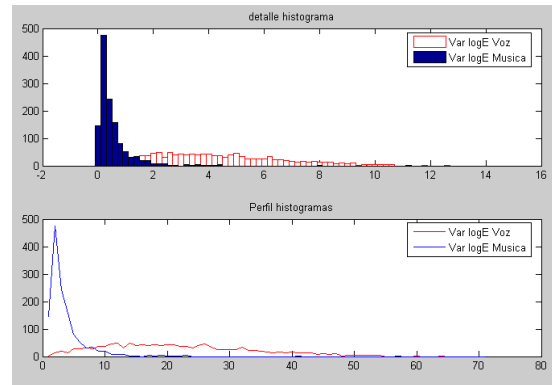 detalle histograma
500
400
300
200
100
0
-2 0 2 4 6 8 10 12 14 16
Var logE Voz
Var logE Musica
Perfil histogramas
500
400
300
200
100
0
0 10 20 30 40 50 60 70 80
Var logE Voz
Var logE Musica